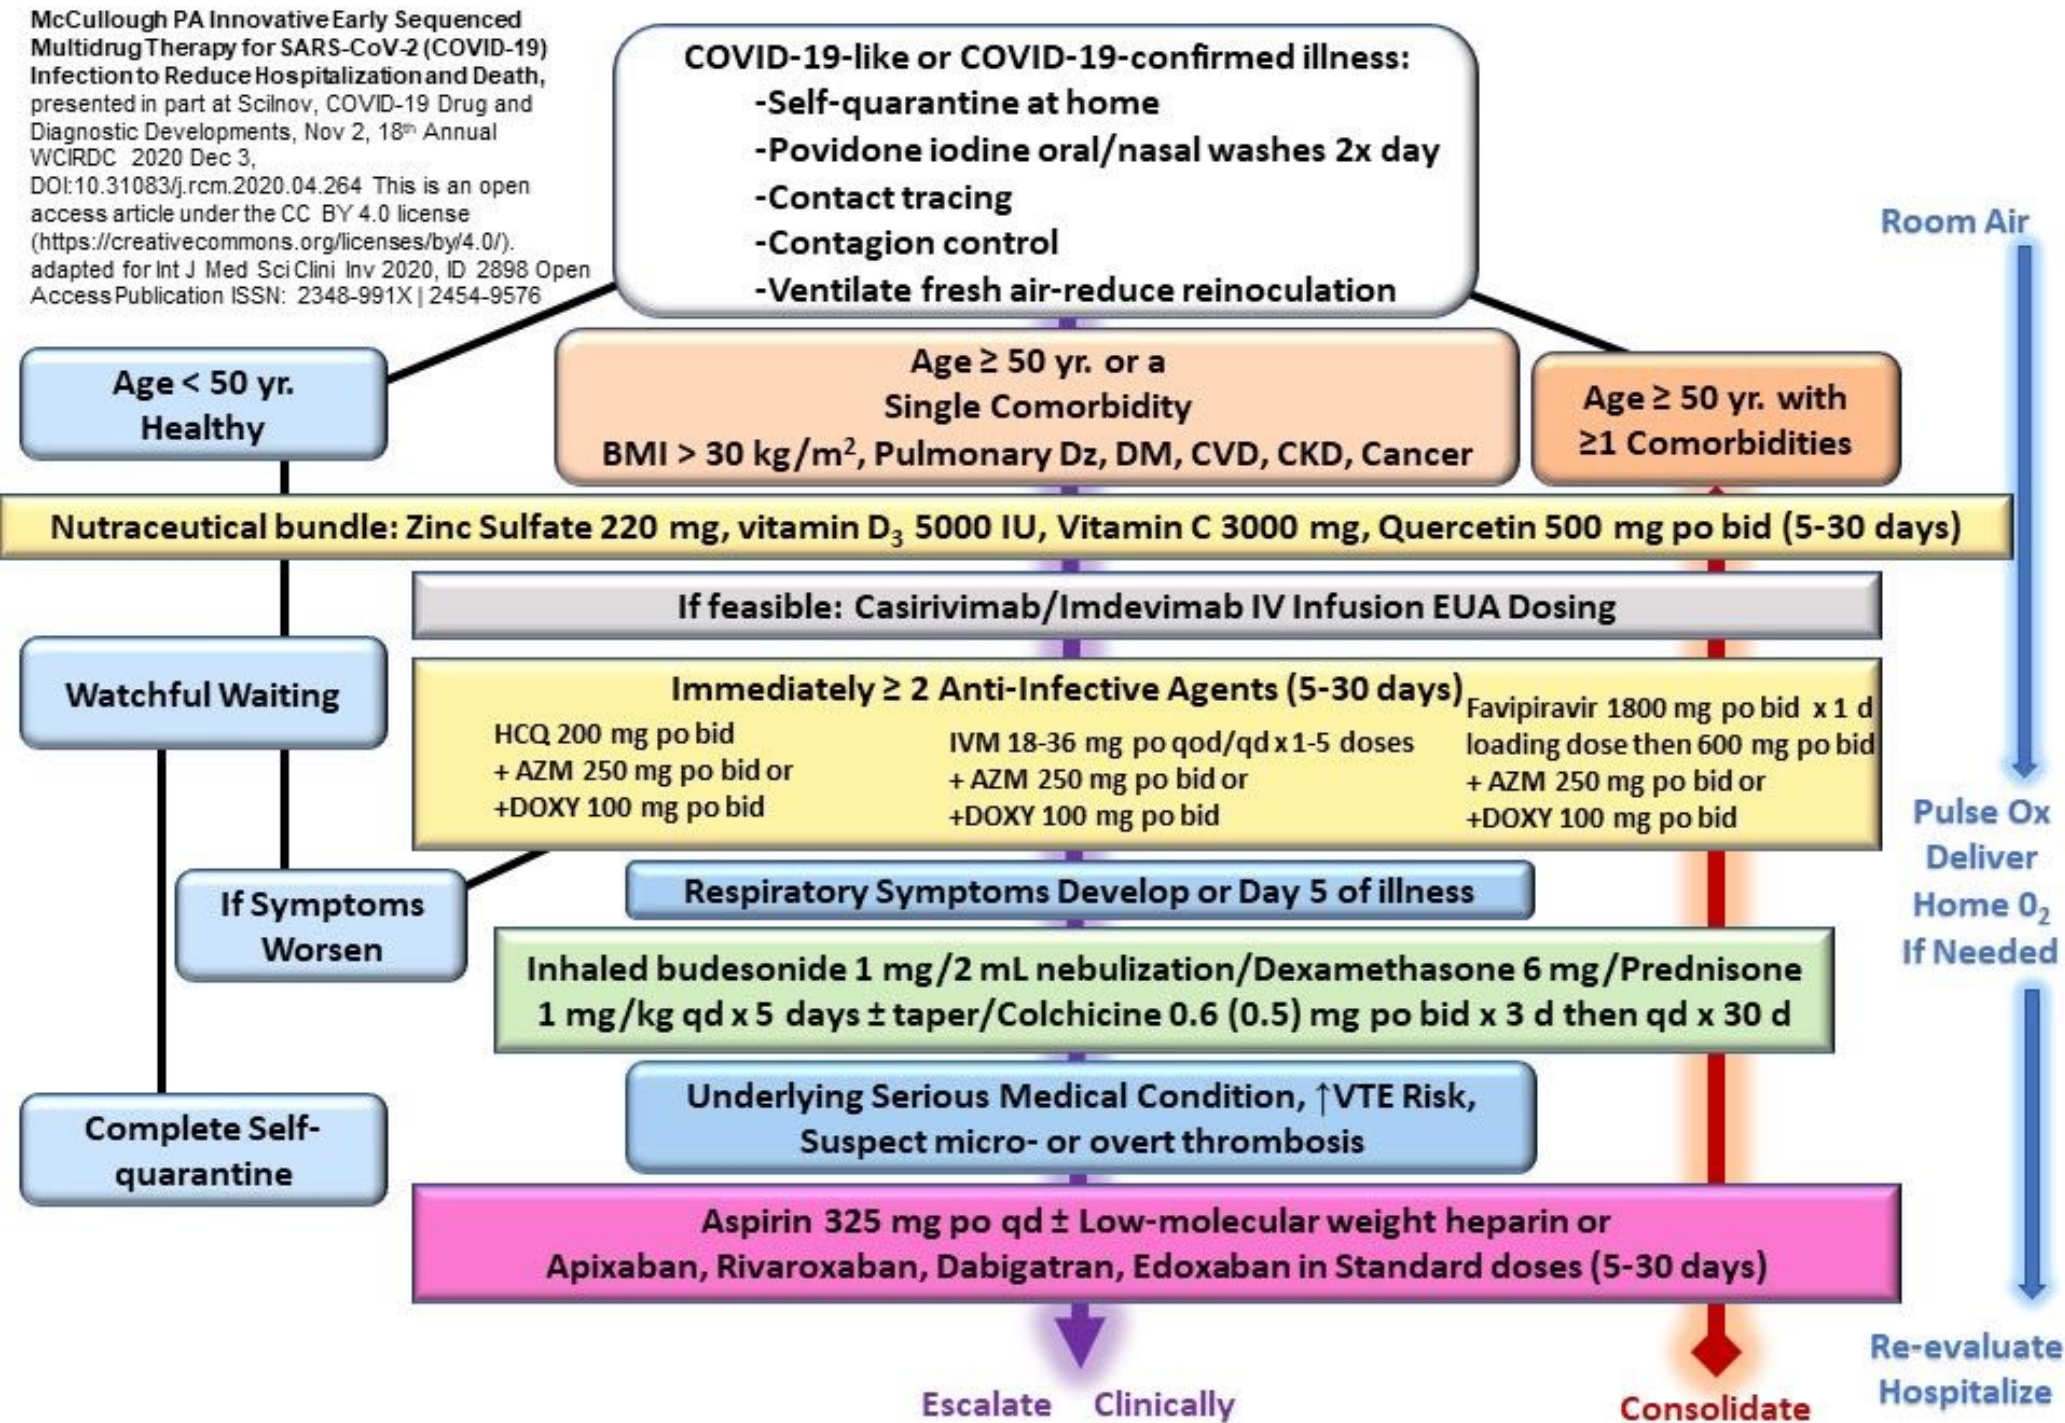 McCullough PA Innovative Early Sequenced
Multidrug Therapy for SARS-CoV-2 (COVID-19)
Infection to Reduce Hospitalization and Death,
presented in part at Scilnov, COVID-19 Drug and
Diagnostic Developments, Nov 2, 18th Annual
WCIRDC 2020 Dec 3,
DOI:10.31083/j.rcm.2020.04.264 This is an open
access article under the CC BY 4.0 license
(https://creativecommons.org/licenses/by/4.0/).
adapted for Int J Med Sci Clini Inv 2020, ID 2898 Open
Access Publication ISSN: 2348-991X | 2454-9576
COVID-19-like or COVID-19-confirmed illness:
-Self-quarantine at home
-Povidone iodine oral/nasal washes 2x day
-Contact tracing
-Contagion control
-Ventilate fresh air-reduce reinoculation
Room Air
Age < 50 yr.
Healthy
Age ≥ 50 yr. or a
Single Comorbidity
BMI > 30 kg/m², Pulmonary Dz, DM, CVD, CKD, Cancer
Age ≥ 50 yr. with
≥1 Comorbidities
Nutraceutical bundle: Zinc Sulfate 220 mg, vitamin D₃ 5000 IU, Vitamin C 3000 mg, Quercetin 500 mg po bid (5-30 days)
If feasible: Casirivimab/Imdevimab IV Infusion EUA Dosing
Watchful Waiting
Immediately ≥ 2 Anti-Infective Agents (5-30 days)
HCQ 200 mg po bid
+ AZM 250 mg po bid or
+DOXY 100 mg po bid
IVM 18-36 mg po qod/qd x 1-5 doses
+ AZM 250 mg po bid or
+DOXY 100 mg po bid
Favipiravir 1800 mg po bid x 1 d
loading dose then 600 mg po bid
+ AZM 250 mg po bid or
+DOXY 100 mg po bid
Pulse Ox
Deliver
Home 0₂
If Needed
If Symptoms
Worsen
Respiratory Symptoms Develop or Day 5 of illness
Inhaled budesonide 1 mg/2 mL nebulization/Dexamethasone 6 mg/Prednisone
1 mg/kg qd x 5 days ± taper/Colchicine 0.6 (0.5) mg po bid x 3 d then qd x 30 d
Underlying Serious Medical Condition, ↑VTE Risk,
Suspect micro- or overt thrombosis
Complete Self-
quarantine
Aspirin 325 mg po qd ± Low-molecular weight heparin or
Apixaban, Rivaroxaban, Dabigatran, Edoxaban in Standard doses (5-30 days)
Escalate Clinically
Consolidate
Re-evaluate
Hospitalize